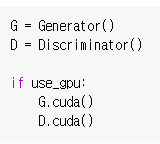 G = Generator()
D = Discriminator()
if use_gpu:
    G.cuda()
    D.cuda()